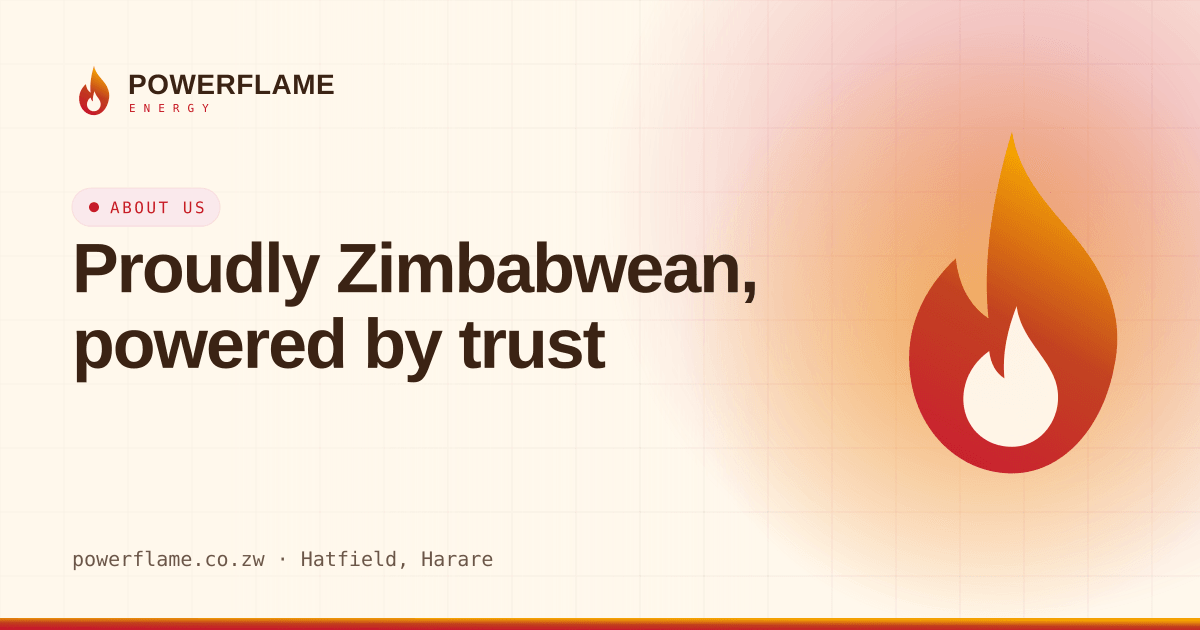 POWERFLAME
ENERGY
ABOUT US
Proudly Zimbabwean,
powered by trust
powerflame.co.zw · Hatfield, Harare